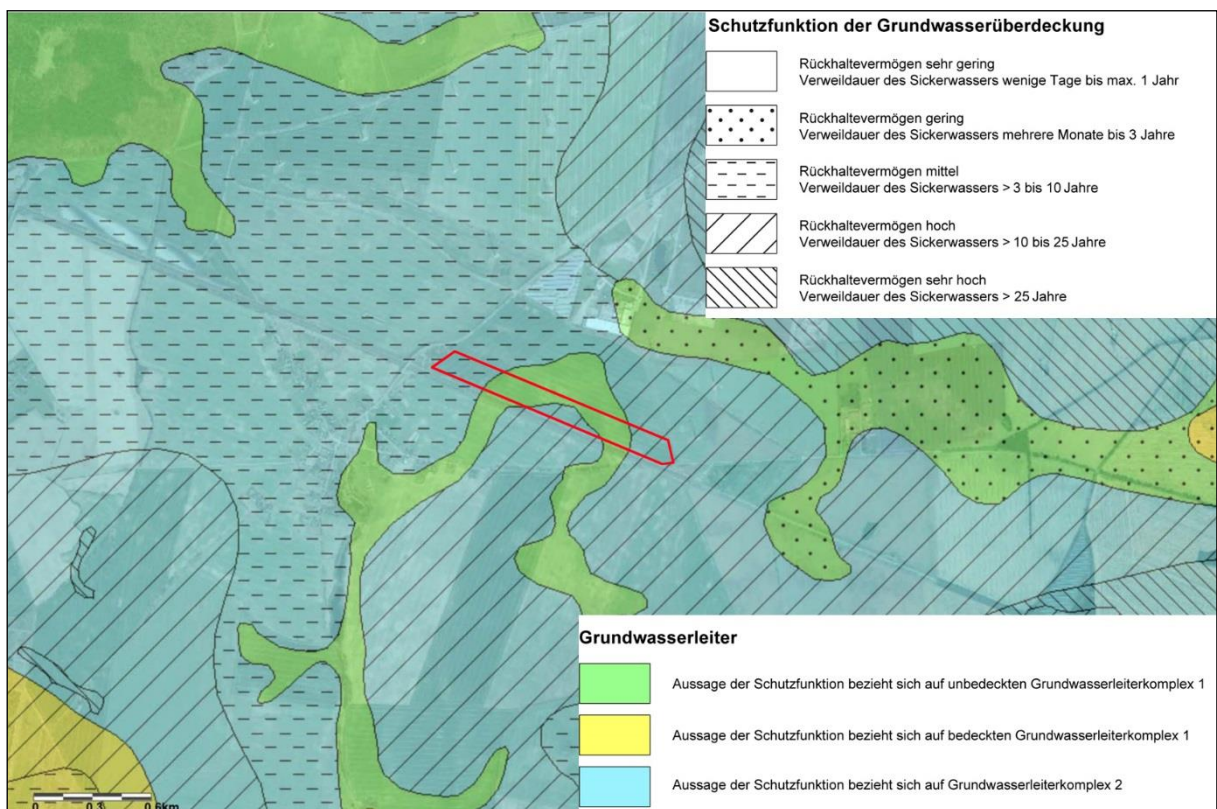 Schutzfunktion der Grundwasserüberdeckung
Rückhaltevermögen sehr gering
Verweildauer des Sickerwassers wenige Tage bis max. 1 Jahr
Rückhaltevermögen gering
Verweildauer des Sickerwassers mehrere Monate bis 3 Jahre
Rückhaltevermögen mittel
Verweildauer des Sickerwassers > 3 bis 10 Jahre
Rückhaltevermögen hoch
Verweildauer des Sickerwassers > 10 bis 25 Jahre
Rückhaltevermögen sehr hoch
Verweildauer des Sickerwassers > 25 Jahre
Grundwasserleiter
Aussage der Schutzfunktion bezieht sich auf unbedeckten Grundwasserleiterkomplex 1
Aussage der Schutzfunktion bezieht sich auf bedeckten Grundwasserleiterkomplex 1
Aussage der Schutzfunktion bezieht sich auf Grundwasserleiterkomplex 2
0 0.3 0.6km